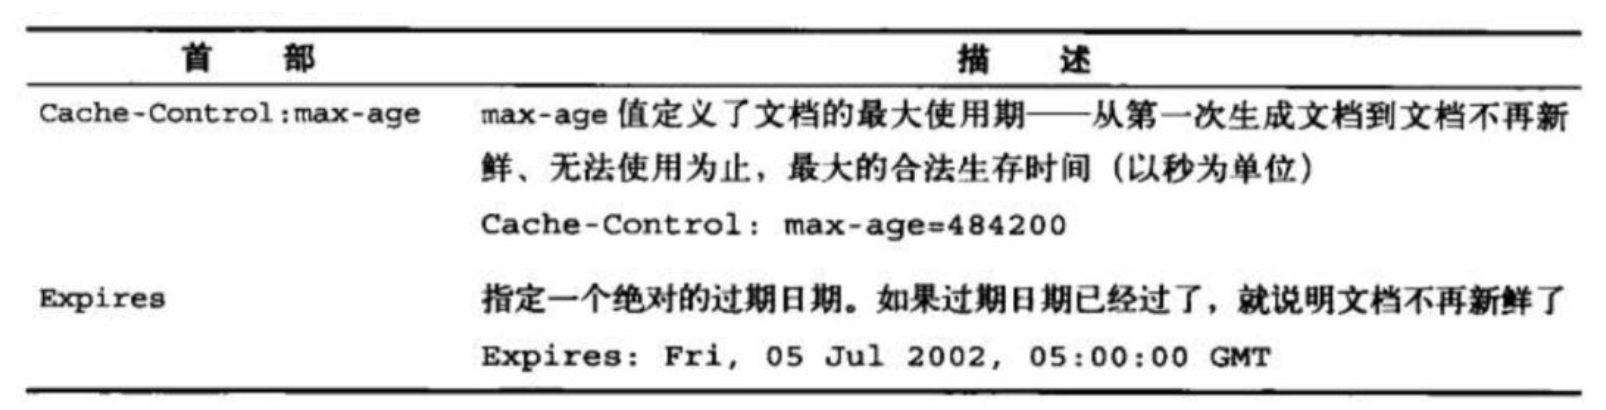 首 部 描 述
Cache-Control:max-age max-age 值定义了文档的最大使用期——从第一次生成文档到文档不再新
鲜、无法使用为止，最大的合法生存时间（以秒为单位）
Cache-Control: max-age=484200
Expires 指定一个绝对的过期日期。如果过期日期已经过了，就说明文档不再新鲜了
Expires: Fri, 05 Jul 2002, 05:00:00 GMT